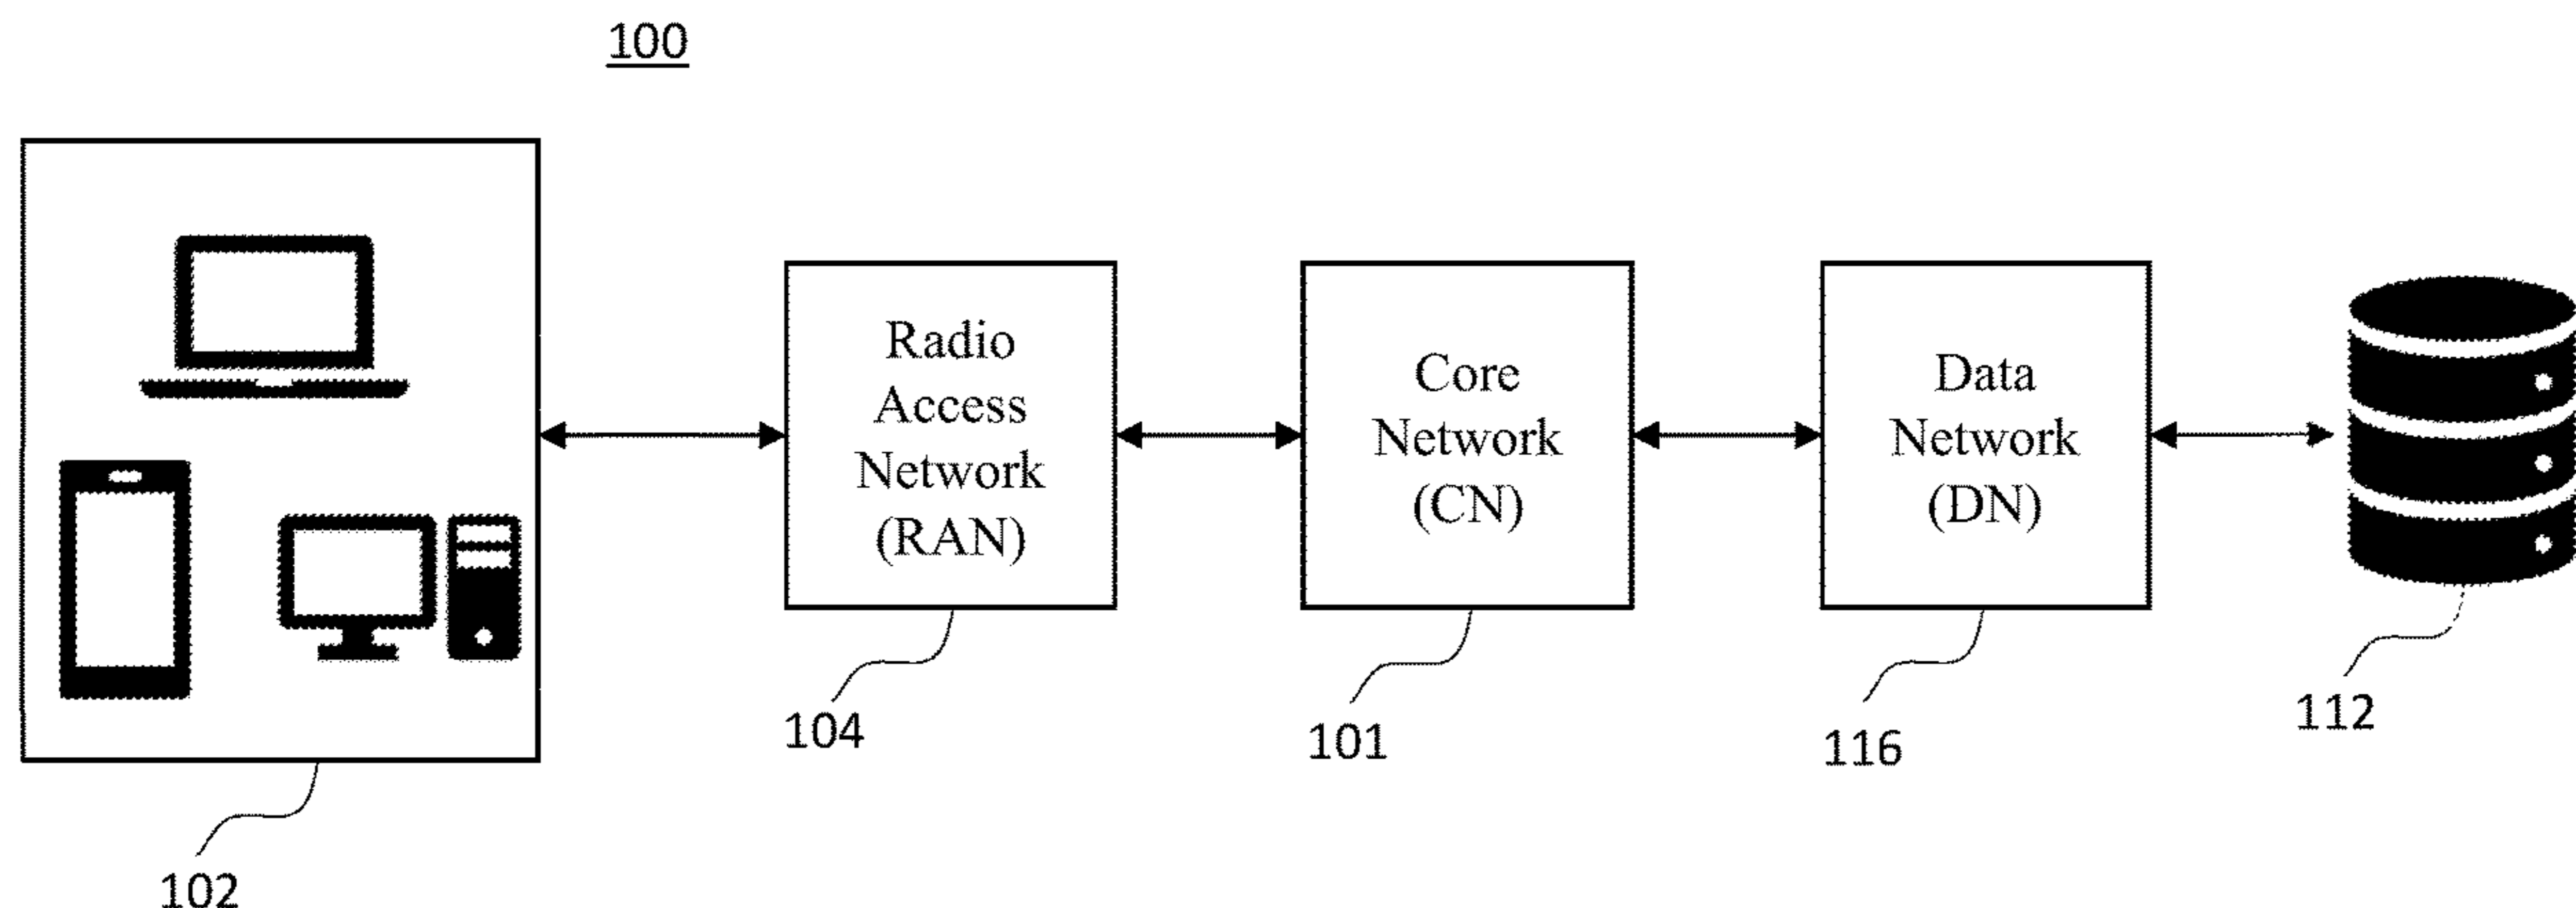 100
Radio
Access
Network
(RAN)
Core
Network
(CN)
Data
Network
(DN)
104
101
116
112
102